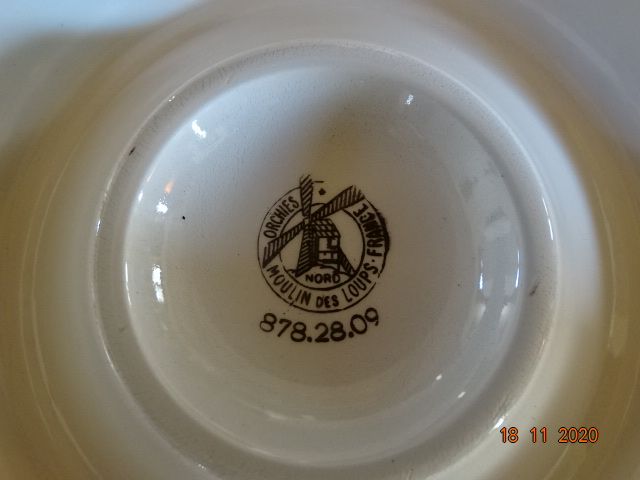 ORCHIES
FRANCE
NORD
MOULIN DES LOUPS
878.28.09
18 11 2020